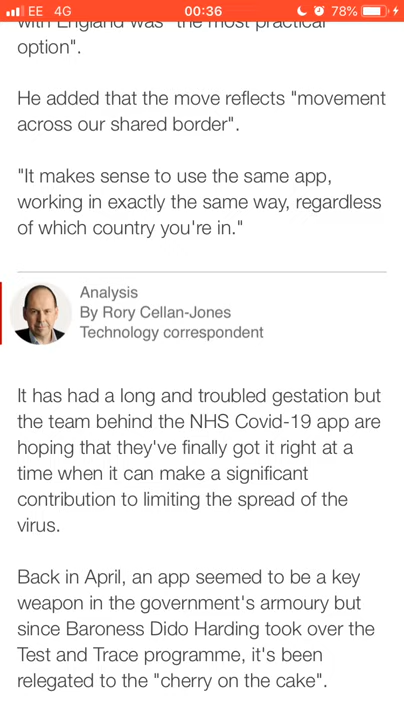 EE 4G 00:36 78%
with England was "the most practical
option".
He added that the move reflects "movement
across our shared border".
"It makes sense to use the same app,
working in exactly the same way, regardless
of which country you're in."
Analysis
By Rory Cellan-Jones
Technology correspondent
It has had a long and troubled gestation but
the team behind the NHS Covid-19 app are
hoping that they've finally got it right at a
time when it can make a significant
contribution to limiting the spread of the
virus.
Back in April, an app seemed to be a key
weapon in the government's armoury but
since Baroness Dido Harding took over the
Test and Trace programme, it's been
relegated to the "cherry on the cake".